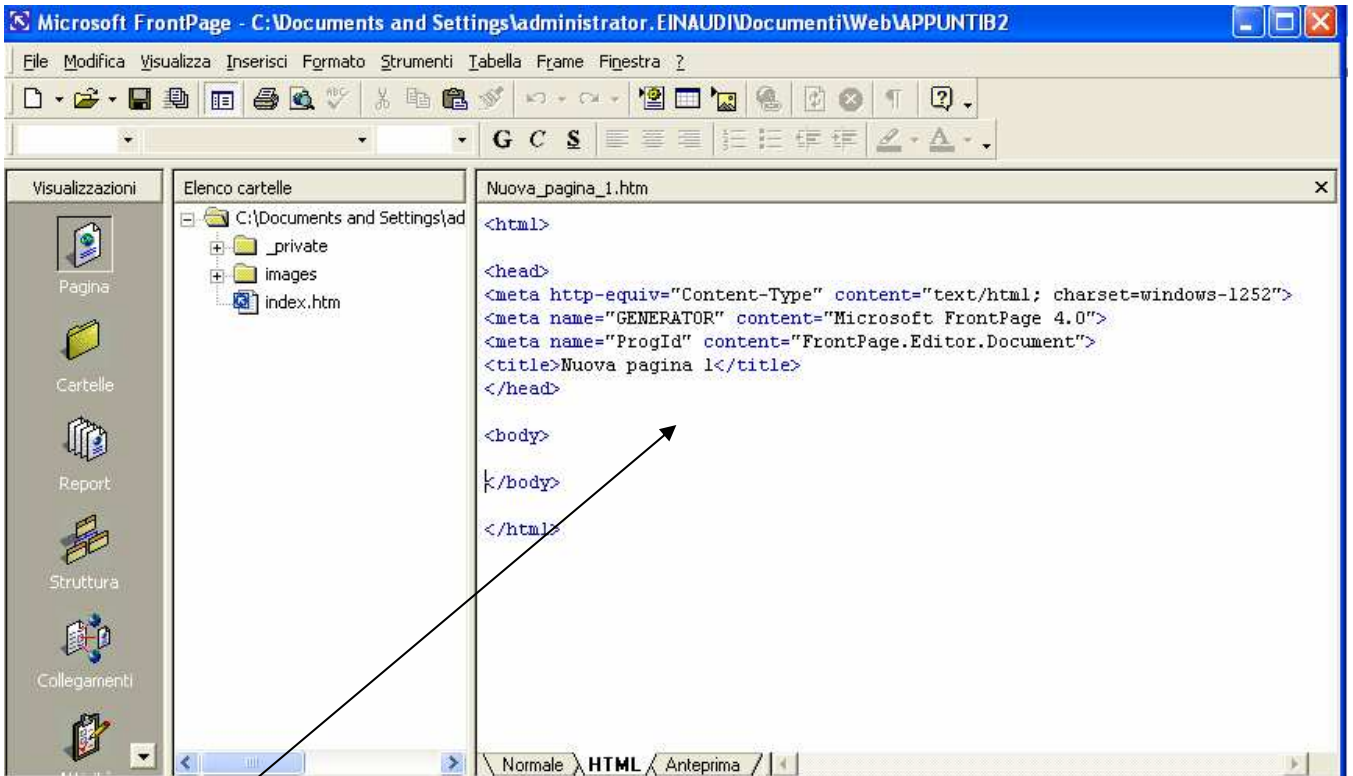 Microsoft FrontPage - C:\Documents and Settings\administrator.EINAUDI\Documenti\Web\APPUNTIB2
File Modifica Visualizza Inserisci Formato Strumenti Tabella Frame Finestra ?
G C S
Visualizzazioni
Pagina
Cartelle
Report
Struttura
Collegamenti
Elenco cartelle
C:\Documents and Settings\ad
_private
images
index.htm
Nuova_pagina_1.htm
<html>
<head>
<meta http-equiv="Content-Type" content="text/html; charset=windows-1252">
<meta name="GENERATOR" content="Microsoft FrontPage 4.0">
<meta name="ProgId" content="FrontPage.Editor.Document">
<title>Nuova pagina 1</title>
</head>
<body>
</body>
</html>
Normale HTML Anteprima